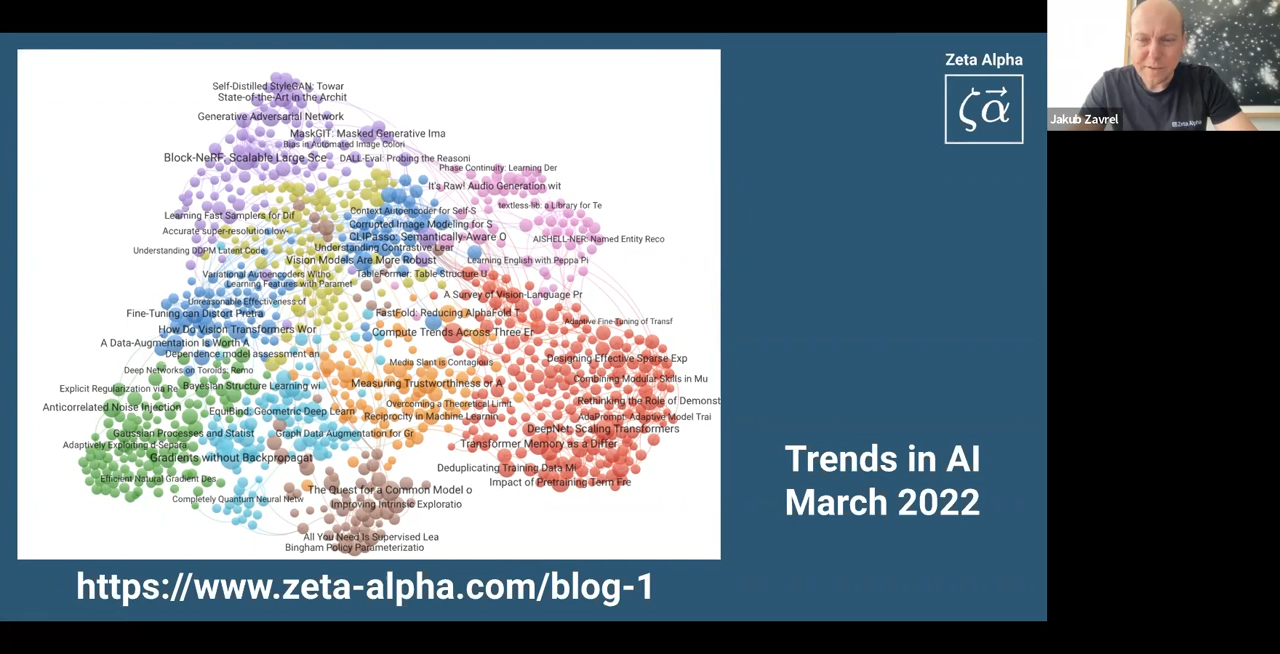 Self-Distilled StyleGAN: Towar
State-of-the-Art in the Archit
Generative Adversarial Network
MaskGIT: Masked Generative Ima
Bias in Automated Image Colori
Block-NeRF: Scalable Large Sce
DALL-Eval: Probing the Reasoni
Phase Continuity: Learning Der
It's Raw! Audio Generation wit
textless-lib: a Library for Te
Context Autoencoder for Self-S
Learning Fast Samplers for Dif
Corrupted Image Modeling for S
Accurate super-resolution low-
CLIPasso: Semantically-Aware O
AISHELL-NER: Named Entity Reco
Understanding Contrastive Lear
Understanding DDPM Latent Code
Vision Models Are More Robust
Learning English with Peppa Pi
Variational Autoencoders Witho
TableFormer: Table Structure U
Learning Features with Paramet
A Survey of Vision-Language Pr
Unreasonable Effectiveness of
Fine-Tuning can Distort Pretra
FastFold: Reducing AlphaFold T
Adaptive Fine-Tuning of Transf
How Do Vision Transformers Wor
Compute Trends Across Three Er
A Data-Augmentation Is Worth A
Dependence model assessment an
Designing Effective Sparse Exp
Media Slant is Contagious
Deep Networks on Toroids: Remo
Combining Modular Skills in Mu
Explicit Regularization via Re
Bayesian Structure Learning wi
Measuring Trustworthiness or A
Rethinking the Role of Demonst
Anticorrelated Noise Injection
EquiBind: Geometric Deep Learn
Overcoming a Theoretical Limit
Reciprocity in Machine Learnin
AdaPrompt: Adaptive Model Trai
DeepNet: Scaling Transformers
Gaussian Processes and Statist
Graph Data Augmentation for Gr
Adaptively Exploiting d-Separa
Transformer Memory as a Differ
Gradients without Backpropagat
Deduplicating Training Data Mi
Efficient Natural Gradient Des
Impact of Pretraining Term Fre
The Quest for a Common Model o
Completely Quantum Neural Netw
Improving Intrinsic Exploratio
All You Need Is Supervised Lea
Bingham Policy Parameterizatio
https://www.zeta-alpha.com/blog-1
Zeta Alpha
ζα
Trends in AI
March 2022
Jakub Zavrel
Zeta Alpha